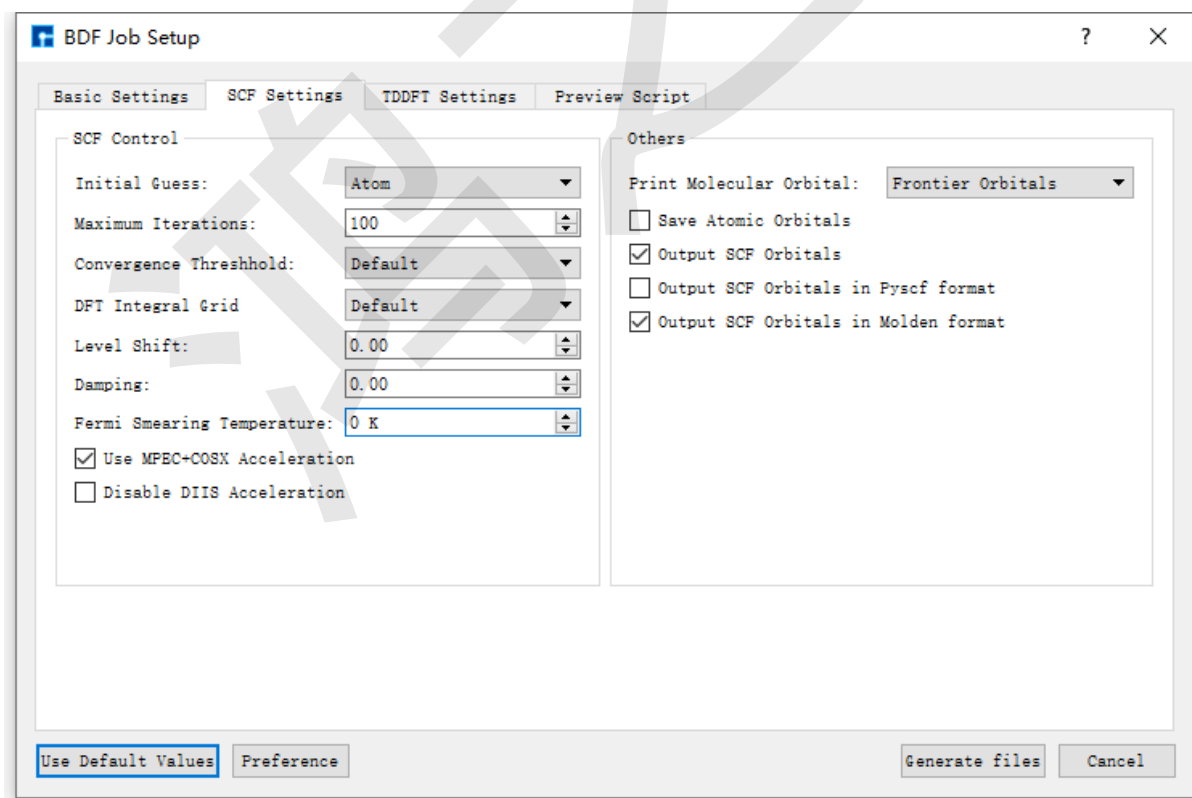 BDF Job Setup
?
Basic Settings
SCF Settings
TDDFT Settings
Preview Script
SCF Control
Initial Guess: Atom
Maximum Iterations: 100
Convergence Threshhold: Default
DFT Integral Grid Default
Level Shift: 0.00
Damping: 0.00
Fermi Smearing Temperature: 0 K
Use MPEC+COSX Acceleration
Disable DIIS Acceleration
Others
Print Molecular Orbital: Frontier Orbitals
Save Atomic Orbitals
Output SCF Orbitals
Output SCF Orbitals in Pyscf format
Output SCF Orbitals in Molden format
Use Default Values
Preference
Generate files
Cancel